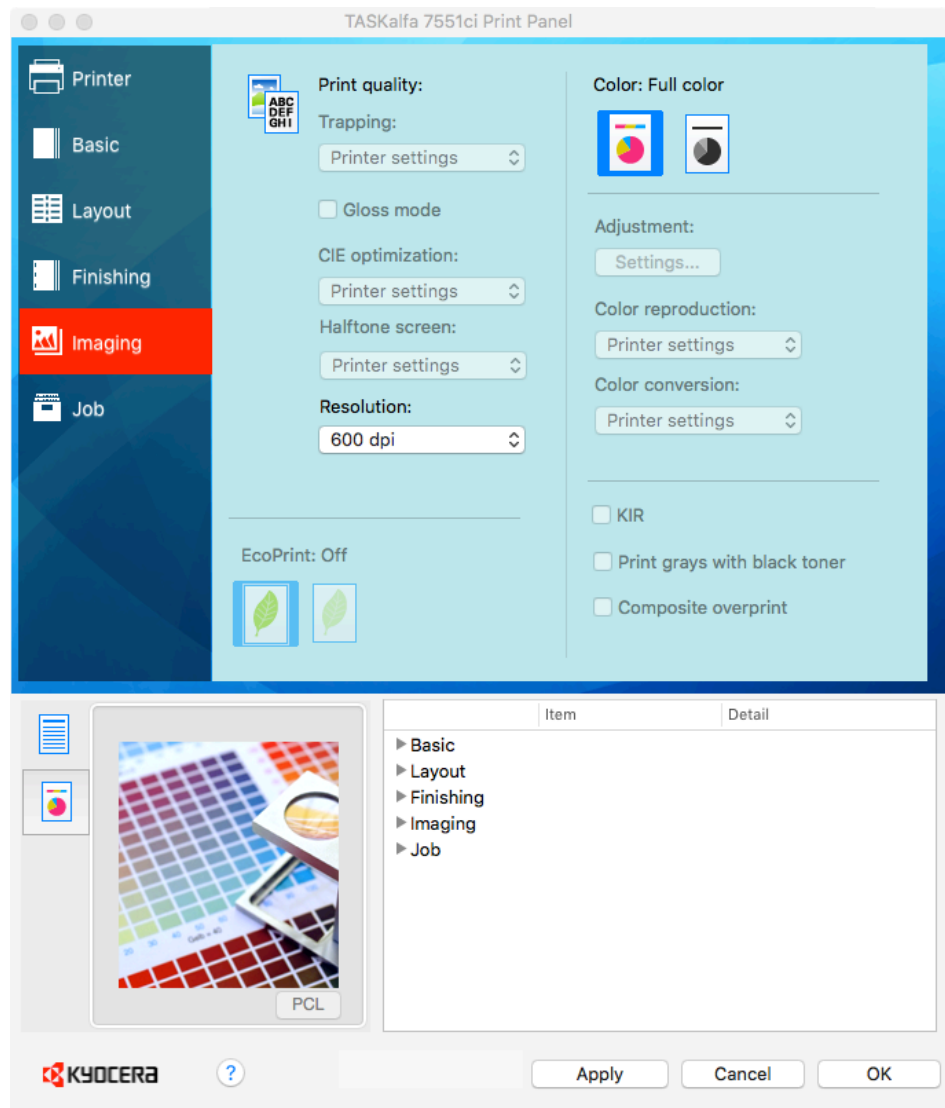 TASKalfa 7551ci Print Panel
Printer
Basic
Layout
Finishing
Imaging
Job
Print quality:
ABC
DEF
GHI
Trapping:
Printer settings
Gloss mode
CIE optimization:
Printer settings
Halftone screen:
Printer settings
Resolution:
600 dpi
EcoPrint: Off
Color: Full color
Adjustment:
Settings...
Color reproduction:
Printer settings
Color conversion:
Printer settings
KIR
Print grays with black toner
Composite overprint
PCL
Item Detail
Basic
Layout
Finishing
Imaging
Job
KYOCERA
?
Apply
Cancel
OK